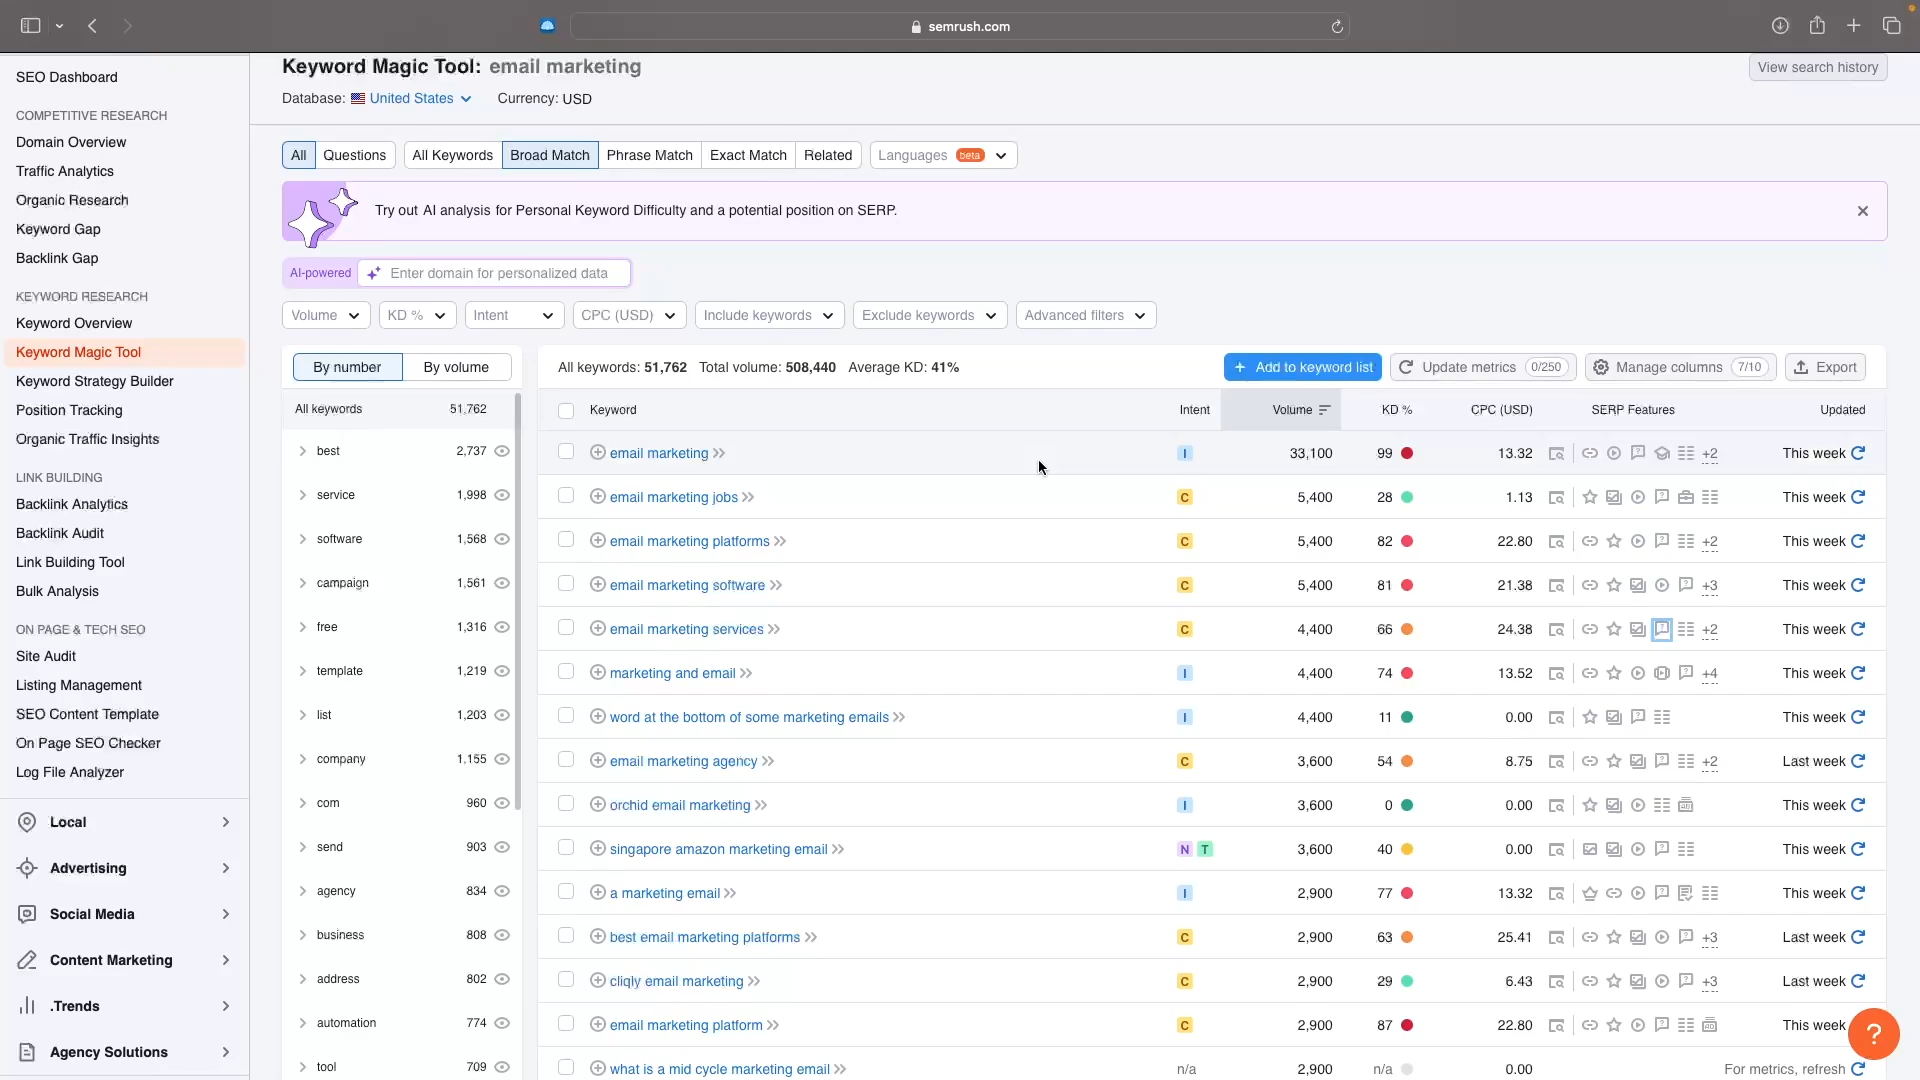 semrush.com
SEO Dashboard
COMPETITIVE RESEARCH
Domain Overview
Traffic Analytics
Organic Research
Keyword Gap
Backlink Gap
KEYWORD RESEARCH
Keyword Overview
Keyword Magic Tool
Keyword Strategy Builder
Position Tracking
Organic Traffic Insights
LINK BUILDING
Backlink Analytics
Backlink Audit
Link Building Tool
Bulk Analysis
ON PAGE & TECH SEO
Site Audit
Listing Management
SEO Content Template
On Page SEO Checker
Log File Analyzer
Local
Advertising
Social Media
Content Marketing
.Trends
Agency Solutions
Keyword Magic Tool: email marketing
View search history
Database: United States Currency: USD
All Questions All Keywords Broad Match Phrase Match Exact Match Related Languages beta
Try out AI analysis for Personal Keyword Difficulty and a potential position on SERP.
AI-powered Enter domain for personalized data
Volume KD % Intent CPC (USD) Include keywords Exclude keywords Advanced filters
By number By volume
All keywords 51,762
best 2,737
service 1,998
software 1,568
campaign 1,561
free 1,316
template 1,219
list 1,203
company 1,155
com 960
send 903
agency 834
business 808
address 802
automation 774
tool 709
All keywords: 51,762 Total volume: 508,440 Average KD: 41%
+ Add to keyword list Update metrics 0/250 Manage columns 7/10 Export
Keyword Intent Volume KD % CPC (USD) SERP Features Updated
email marketing I 33,100 99 13.32 +2 This week
email marketing jobs C 5,400 28 1.13 This week
email marketing platforms C 5,400 82 22.80 +2 This week
email marketing software C 5,400 81 21.38 +3 This week
email marketing services C 4,400 66 24.38 +2 This week
marketing and email I 4,400 74 13.52 +4 This week
word at the bottom of some marketing emails I 4,400 11 0.00 This week
email marketing agency C 3,600 54 8.75 +2 Last week
orchid email marketing I 3,600 0 0.00 This week
singapore amazon marketing email N T 3,600 40 0.00 This week
a marketing email I 2,900 77 13.32 This week
best email marketing platforms C 2,900 63 25.41 +3 Last week
cliqly email marketing C 2,900 29 6.43 +3 Last week
email marketing platform C 2,900 87 22.80 This week
what is a mid cycle marketing email n/a 2,900 n/a 0.00 For metrics, refresh
?